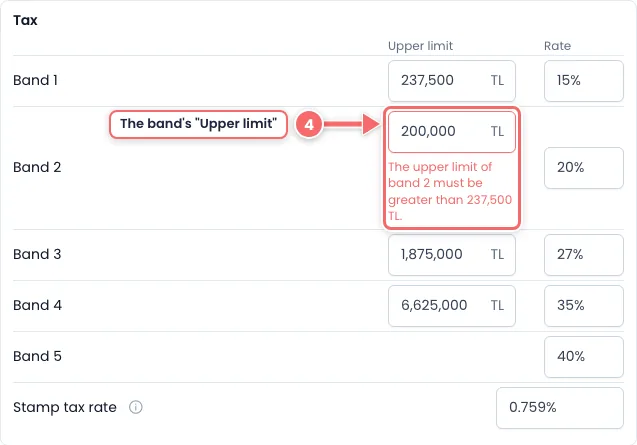 Tax
Upper limit Rate
Band 1 237,500 TL 15%
The band's "Upper limit" 4 200,000 TL
Band 2
The upper limit of
band 2 must be
greater than 237,500
TL.
20%
Band 3 1,875,000 TL 27%
Band 4 6,625,000 TL 35%
Band 5 40%
Stamp tax rate 0.759%